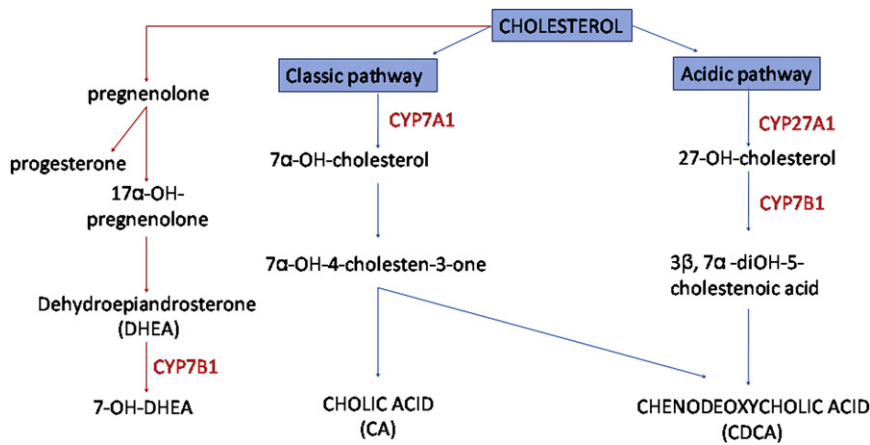 CHOLESTEROL
Classic pathway
Acidic pathway
pregnenolone
CYP7A1
CYP27A1
progesterone
7α-OH-cholesterol
27-OH-cholesterol
17α-OH-
pregnenolone
CYP7B1
7α-OH-4-cholesten-3-one
3β, 7α -diOH-5-
cholestenoic acid
Dehydroepiandrosterone
(DHEA)
CYP7B1
7-OH-DHEA
CHOLIC ACID
(CA)
CHENODEOXYCHOLIC ACID
(CDCA)